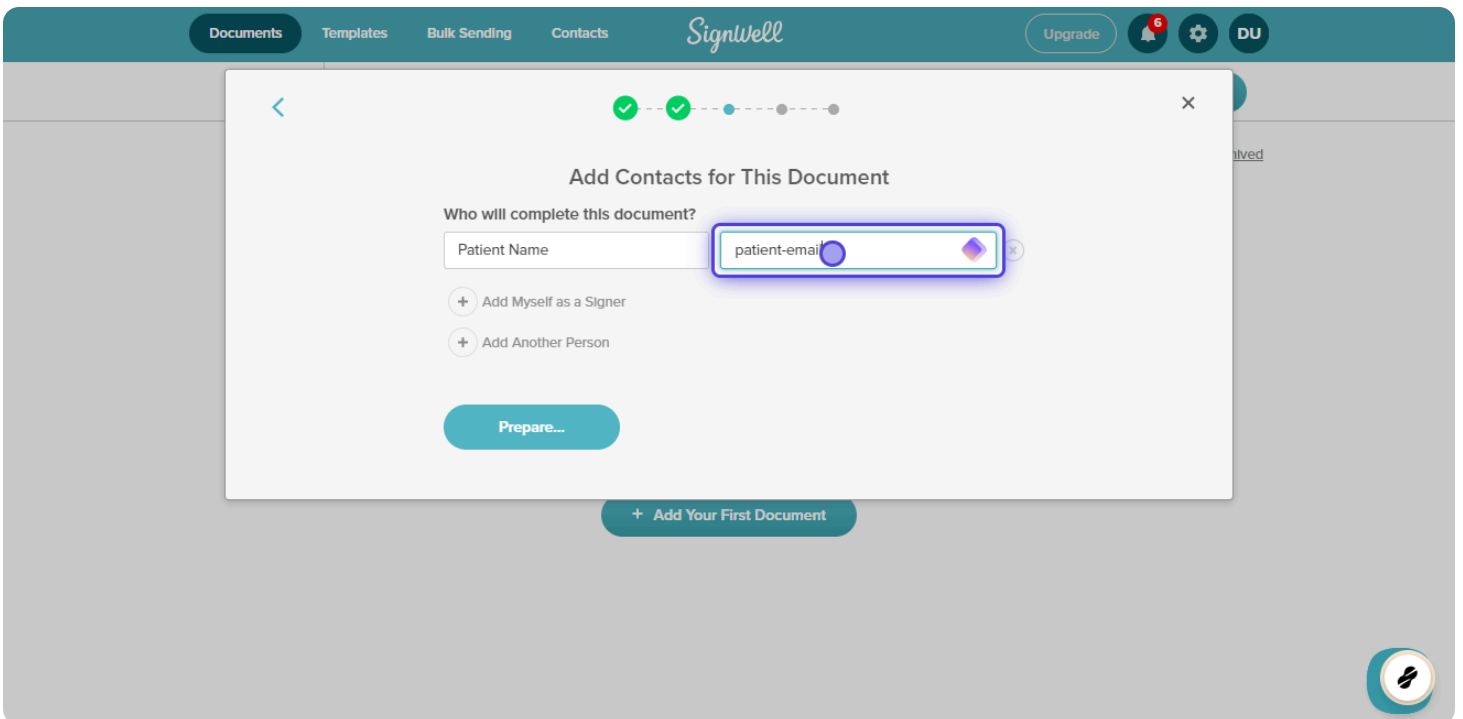 Documents Templates Bulk Sending Contacts SignWell Upgrade 6 DU
Add Contacts for This Document
Who will complete this document?
Patient Name patient-email
Add Myself as a Signer
Add Another Person
Prepare...
+ Add Your First Document